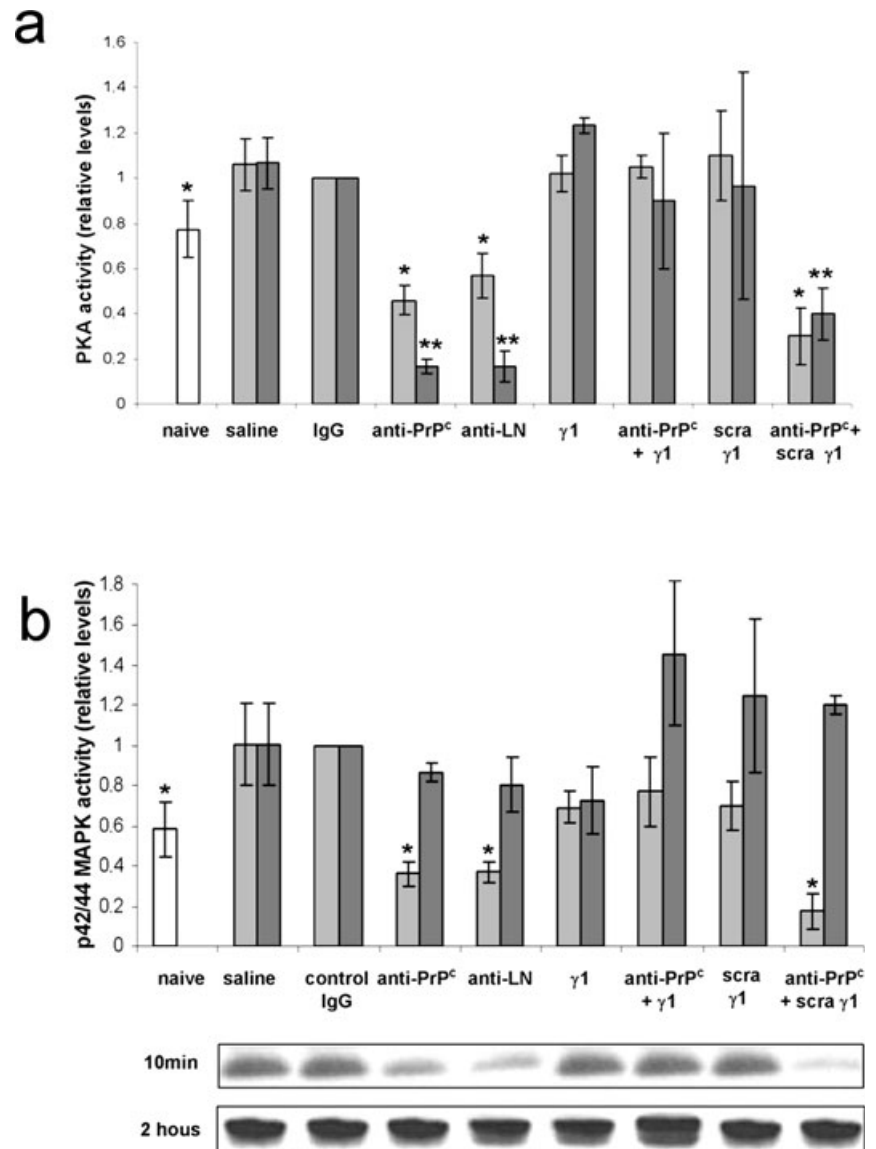 a
PKA activity (relative levels)
1.6
1.4
1.2
1
0.8
0.6
0.4
0.2
0
* * ** * ** * **
naive saline IgG anti-PrPᶜ anti-LN γ1 anti-PrPᶜ + γ1 scra γ1 anti-PrPᶜ+ scra γ1
b
p42/44 MAPK activity (relative levels)
1.8
1.6
1.4
1.2
1
0.8
0.6
0.4
0.2
0
* * * *
naive saline control IgG anti-PrPᶜ anti-LN γ1 anti-PrPᶜ + γ1 scra γ1 anti-PrPᶜ + scra γ1
10min
2 hous